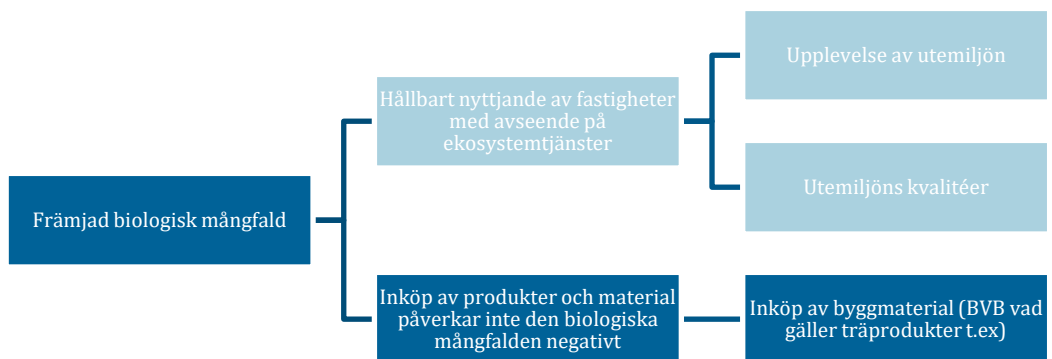 Främjad biologisk mångfald
Hållbart nyttjande av fastigheter
med avseende på
ekosystemtjänster
Upplevelse av utemiljön
Utemiljöns kvalitéer
Inköp av produkter och material
påverkar inte den biologiska
mångfalden negativt
Inköp av byggmaterial (BVB vad
gäller träprodukter t.ex)